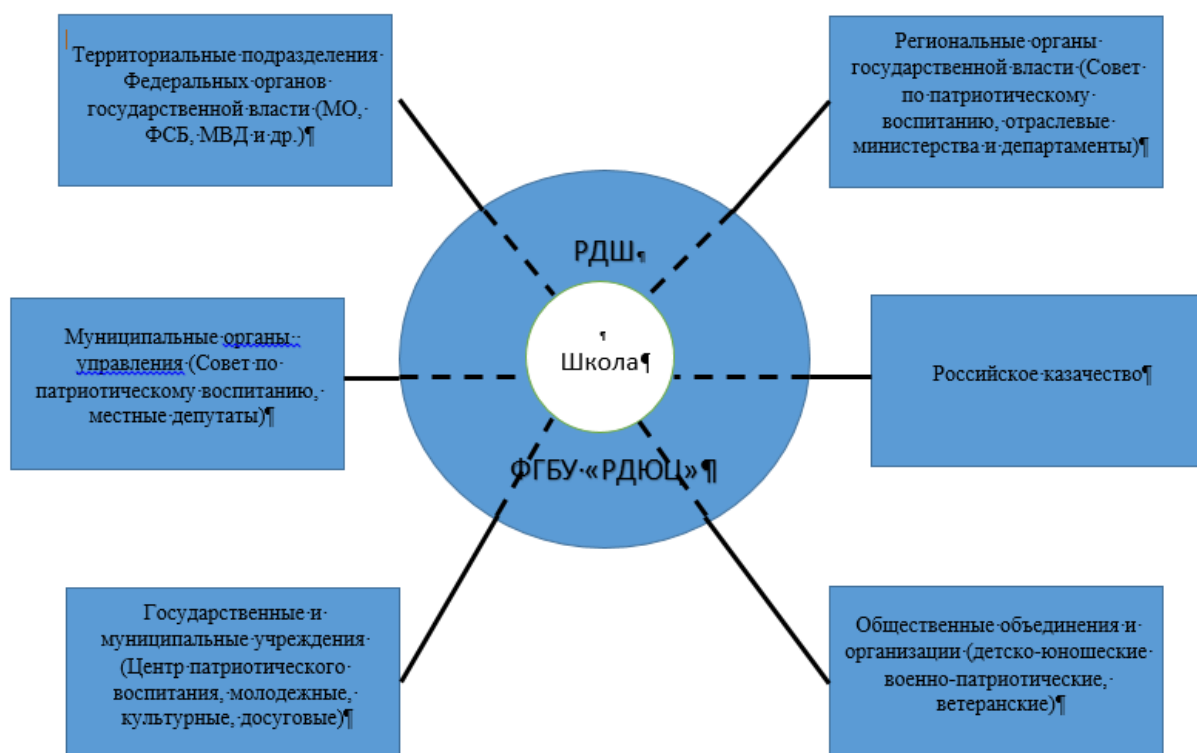 Территориальные подразделения
Федеральных органов
государственной власти (МО,
ФСБ, МВД и др.)¶
Региональные органы
государственной власти (Совет
по патриотическому
воспитанию, отраслевые
министерства и департаменты)¶
РДШ¶
Муниципальные органы
управления (Совет по
патриотическому воспитанию,
местные депутаты)¶
¶
Школа¶
Российское казачество¶
ФГБУ «РДЮЦ»¶
Государственные и
муниципальные учреждения
(Центр патриотического
воспитания, молодежные,
культурные, досуговые)¶
Общественные объединения и
организации (детско-юношеские
военно-патриотические,
ветеранские)¶